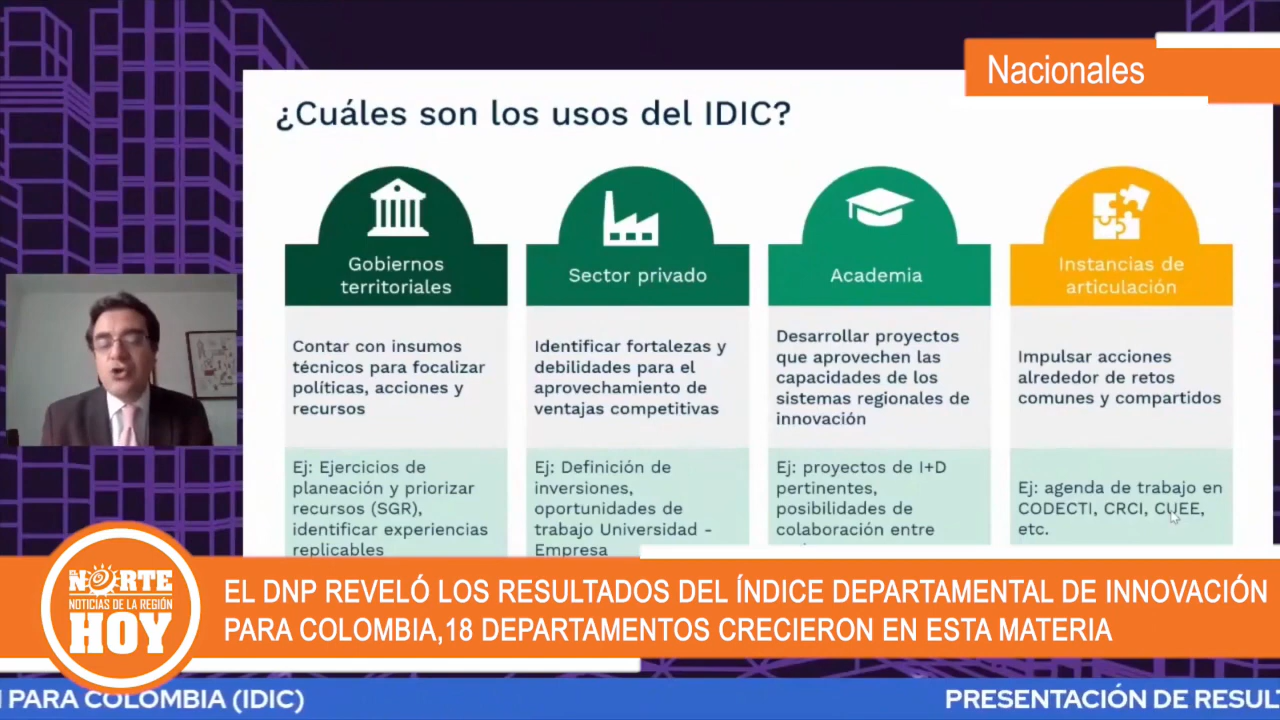 Nacionales
¿Cuáles son los usos del IDIC?
Gobiernos
territoriales
Contar con insumos
técnicos para focalizar
políticas, acciones y
recursos
Ej: Ejercicios de
planeación y priorizar
recursos (SGR),
identificar experiencias
replicables
Sector privado
Identificar fortalezas y
debilidades para el
aprovechamiento de
ventajas competitivas
Ej: Definición de
inversiones,
oportunidades de
trabajo Universidad -
Empresa
Academia
Desarrollar proyectos
que aprovechen las
capacidades de los
sistemas regionales de
innovación
Ej: proyectos de I+D
pertinentes,
posibilidades de
colaboración entre
Instancias de
articulación
Impulsar acciones
alrededor de retos
comunes y compartidos
Ej: agenda de trabajo en
CODECTI, CRCI, CUEE,
etc.
EL
NORTE
NOTICIAS DE LA REGIÓN
HOY
EL DNP REVELÓ LOS RESULTADOS DEL ÍNDICE DEPARTAMENTAL DE INNOVACIÓN
PARA COLOMBIA,18 DEPARTAMENTOS CRECIERON EN ESTA MATERIA
PARA COLOMBIA (IDIC)
PRESENTACIÓN DE RESULT